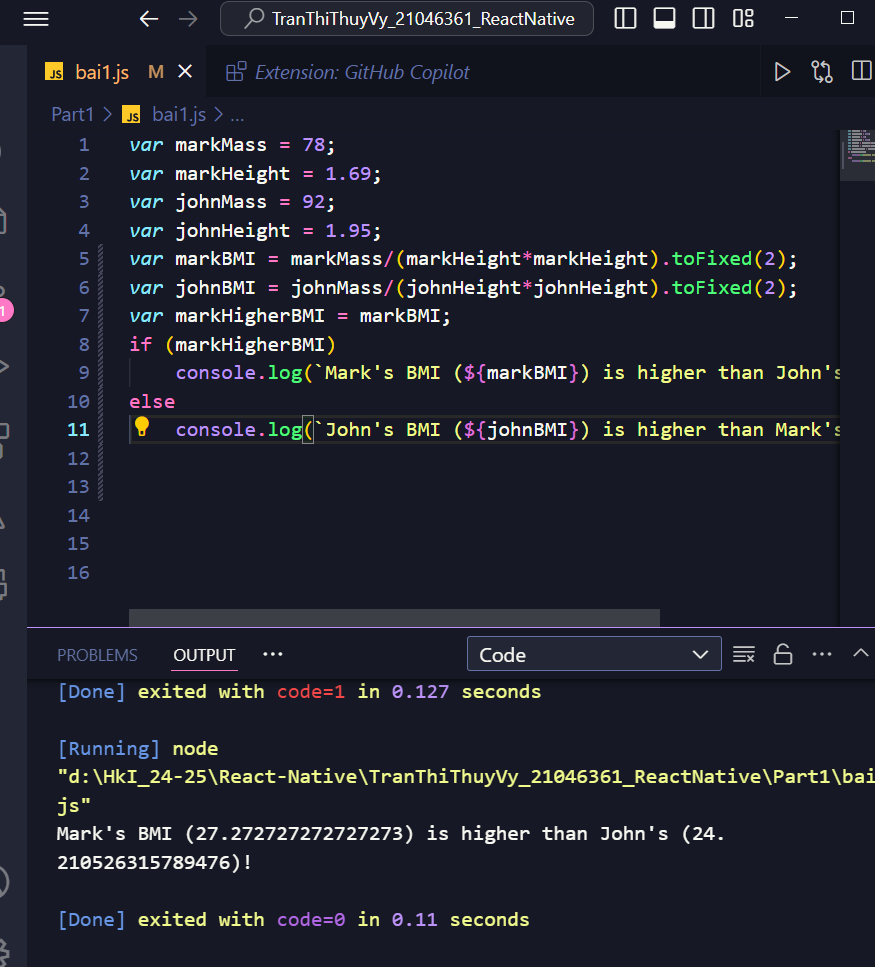 TranThiThuyVy_21046361_ReactNative
JS bai1.js M
Extension: GitHub Copilot
Part1 > JS bai1.js > ...
1 var markMass = 78;
2 var markHeight = 1.69;
3 var johnMass = 92;
4 var johnHeight = 1.95;
5 var markBMI = markMass/(markHeight*markHeight).toFixed(2);
6 var johnBMI = johnMass/(johnHeight*johnHeight).toFixed(2);
7 var markHigherBMI = markBMI;
8 if (markHigherBMI)
9 console.log(`Mark's BMI (${markBMI}) is higher than John's
10 else
11 console.log(`John's BMI (${johnBMI}) is higher than Mark's
12
13
14
15
16
1
PROBLEMS OUTPUT ... Code
[Done] exited with code=1 in 0.127 seconds
[Running] node
"d:\HkI_24-25\React-Native\TranThiThuyVy_21046361_ReactNative\Part1\bai
js"
Mark's BMI (27.272727272727273) is higher than John's (24.
210526315789476)!
[Done] exited with code=0 in 0.11 seconds